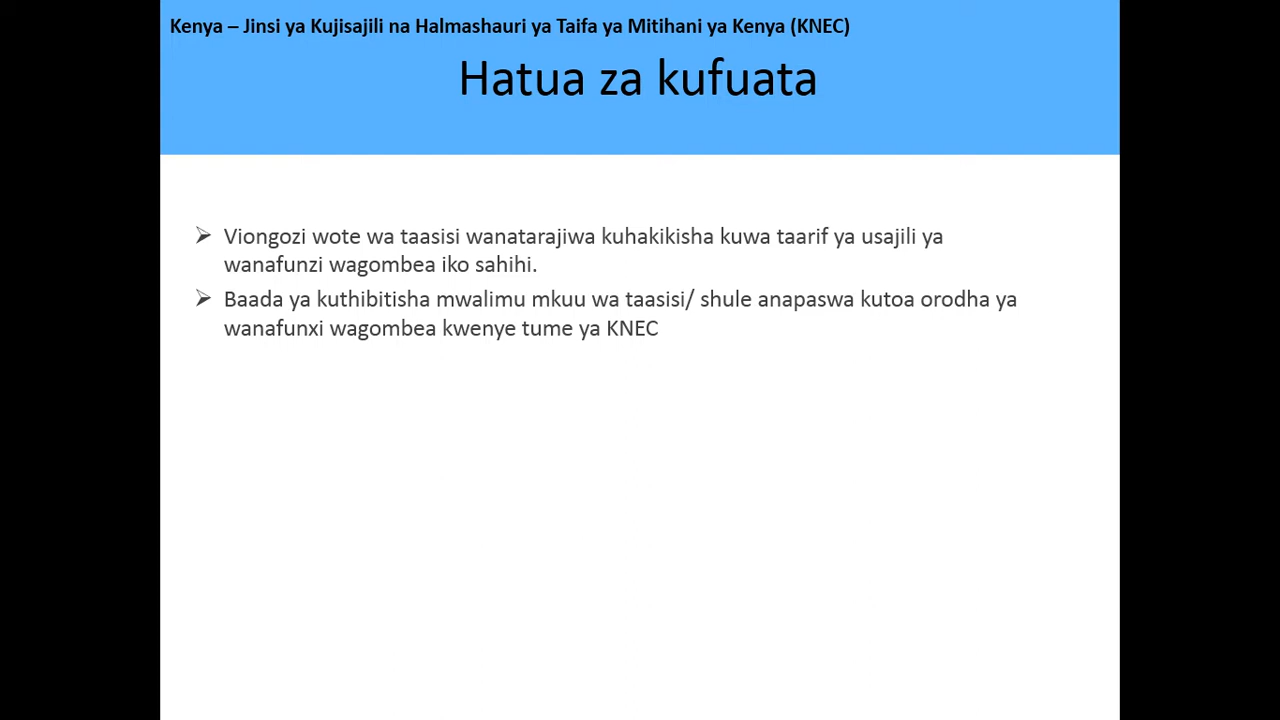 Kenya – Jinsi ya Kujisajili na Halmashauri ya Taifa ya Mitihani ya Kenya (KNEC)
Hatua za kufuata
➢ Viongozi wote wa taasisi wanatarajiwa kuhakikisha kuwa taarif ya usajili ya
wanafunzi wagombea iko sahihi.
➢ Baada ya kuthibitisha mwalimu mkuu wa taasisi/ shule anapaswa kutoa orodha ya
wanafunxi wagombea kwenye tume ya KNEC